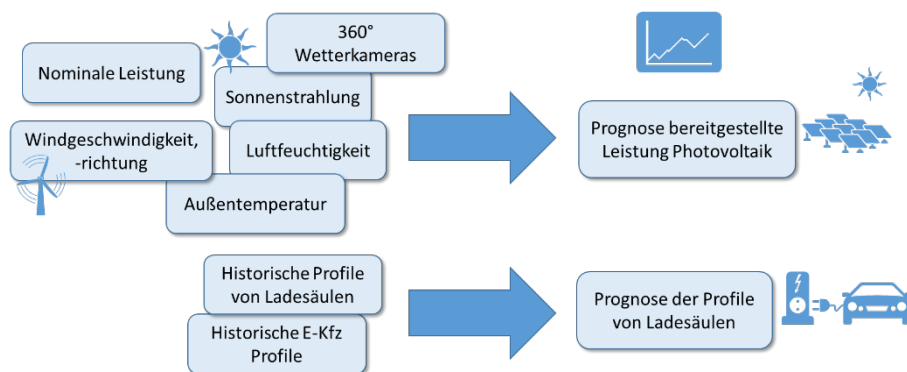 360°
Wetterkameras
Nominale Leistung
Sonnenstrahlung
Windgeschwindigkeit,
-richtung
Luftfeuchtigkeit
Außentemperatur
Prognose bereitgestellte
Leistung Photovoltaik
Historische Profile
von Ladesäulen
Historische E-Kfz
Profile
Prognose der Profile
von Ladesäulen